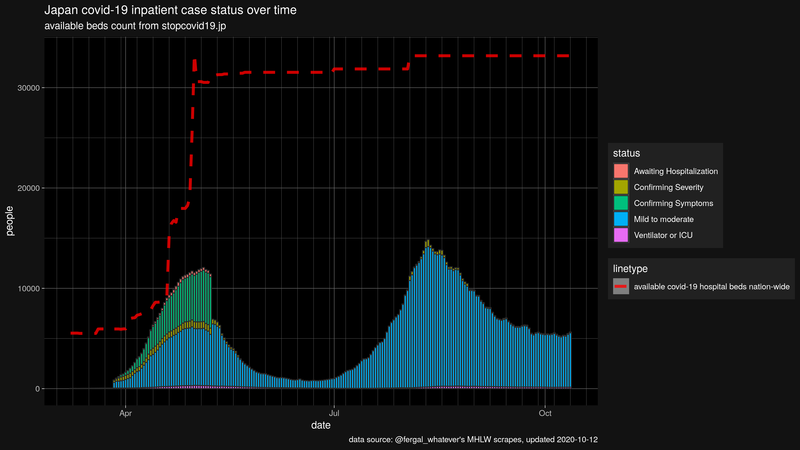 Japan covid-19 inpatient case status over time
available beds count from stopcovid19.jp
people
30000
20000
10000
0
Apr
Jul
Oct
date
status
Awaiting Hospitalization
Confirming Severity
Confirming Symptoms
Mild to moderate
Ventilator or ICU
linetype
available covid-19 hospital beds nation-wide
data source: @fergal_whatever's MHLW scrapes, updated 2020-10-12